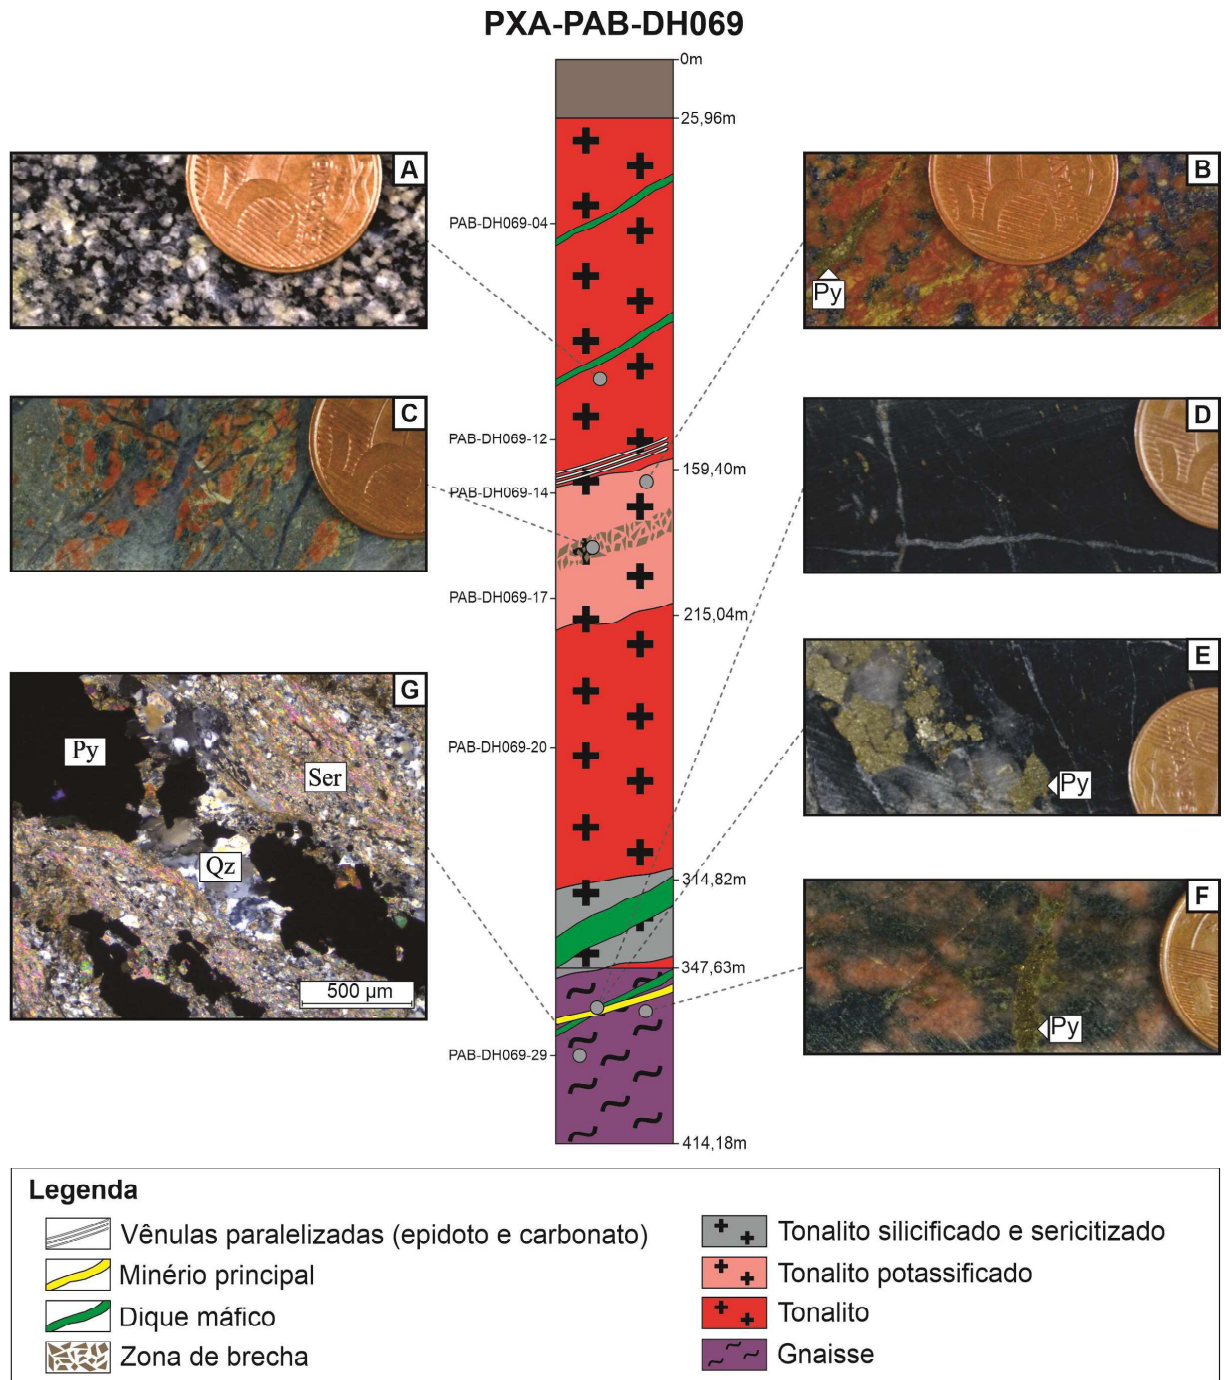 PXA-PAB-DH069
0m
25,96m
A
B
Py
PAB-DH069-04
C
D
PAB-DH069-12
159,40m
PAB-DH069-14
PAB-DH069-17
215,04m
E
Py
G
Py
Ser
Qz
500 µm
PAB-DH069-20
314,82m
F
Py
347,63m
PAB-DH069-29
414,18m
Legenda
Vênulas paralelizadas (epidoto e carbonato)
Minério principal
Dique máfico
Zona de brecha
Tonalito silicificado e sericitizado
Tonalito potassificado
Tonalito
Gnaisse